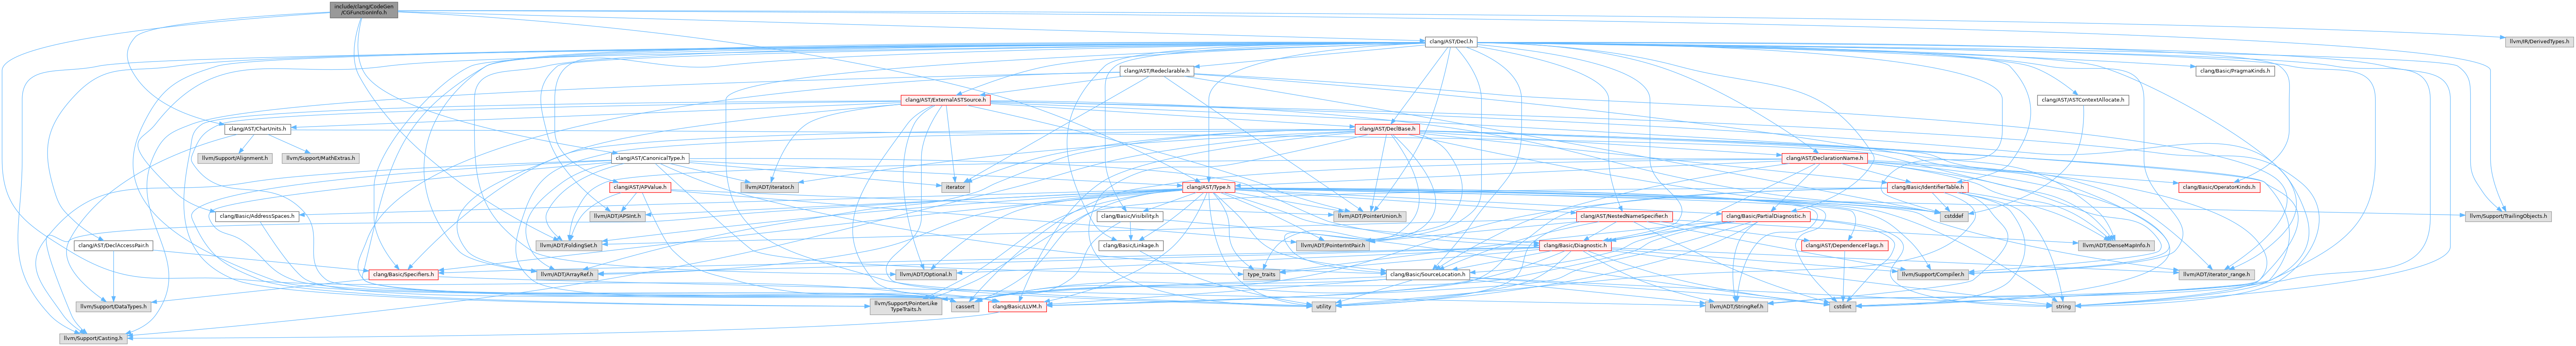 include/clang/CodeGen
/CGFunctionInfo.h
clang/AST/Decl.h
llvm/IR/DerivedTypes.h
clang/AST/Redeclarable.h
clang/Basic/PragmaKinds.h
clang/AST/ExternalASTSource.h
clang/AST/ASTContextAllocate.h
clang/AST/CharUnits.h
clang/AST/DeclBase.h
llvm/Support/Alignment.h
llvm/Support/MathExtras.h
clang/AST/CanonicalType.h
clang/AST/DeclarationName.h
clang/AST/APValue.h
llvm/ADT/iterator.h
iterator
clang/AST/Type.h
clang/Basic/IdentifierTable.h
clang/Basic/OperatorKinds.h
clang/Basic/AddressSpaces.h
llvm/ADT/APSInt.h
llvm/ADT/PointerUnion.h
clang/Basic/Visibility.h
clang/AST/NestedNameSpecifier.h
clang/Basic/PartialDiagnostic.h
cstddef
llvm/Support/TrailingObjects.h
clang/AST/DeclAccessPair.h
llvm/ADT/FoldingSet.h
llvm/ADT/PointerIntPair.h
clang/Basic/Linkage.h
clang/Basic/Diagnostic.h
clang/AST/DependenceFlags.h
llvm/ADT/DenseMapInfo.h
clang/Basic/Specifiers.h
llvm/ADT/ArrayRef.h
llvm/ADT/Optional.h
type_traits
clang/Basic/SourceLocation.h
llvm/Support/Compiler.h
llvm/ADT/iterator_range.h
llvm/Support/DataTypes.h
llvm/Support/PointerLike
TypeTraits.h
cassert
clang/Basic/LLVM.h
utility
llvm/ADT/StringRef.h
cstdint
string
llvm/Support/Casting.h